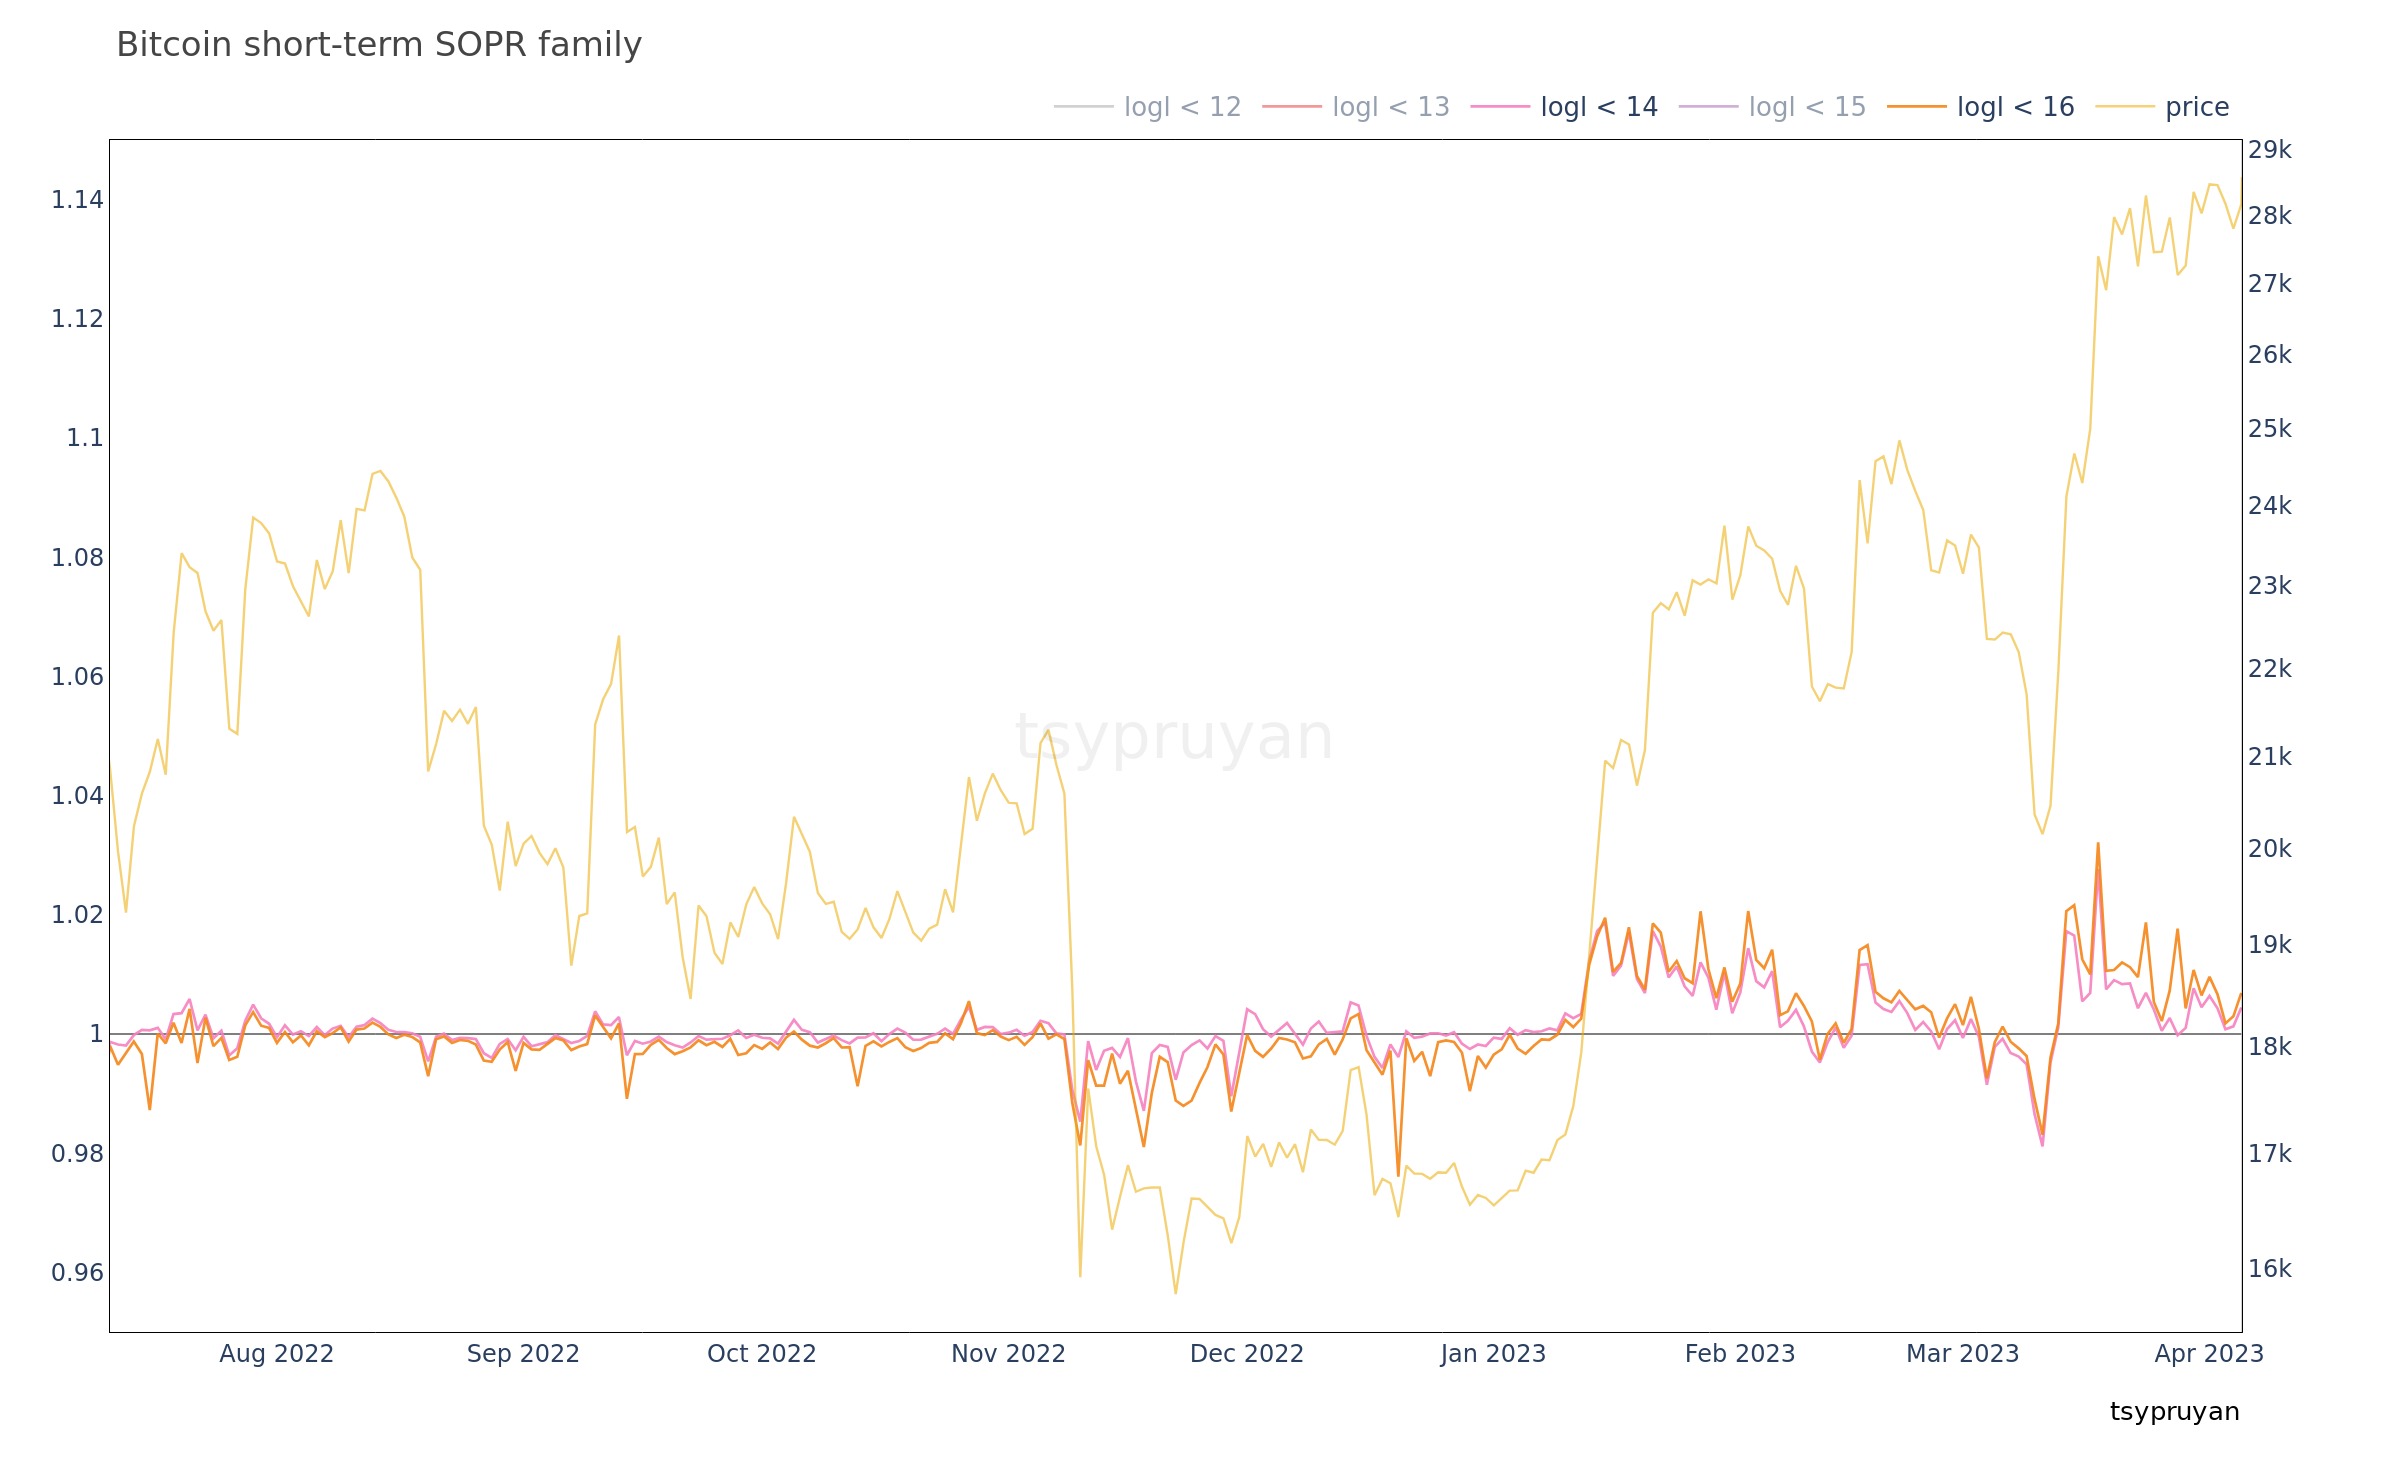 Bitcoin short-term SOPR family
logl < 12 logl < 13 logl < 14 logl < 15 logl < 16 price
1.14
1.12
1.1
1.08
1.06
1.04
1.02
1
0.98
0.96
29k
28k
27k
26k
25k
24k
23k
22k
21k
20k
19k
18k
17k
16k
tsypruyan
Aug 2022 Sep 2022 Oct 2022 Nov 2022 Dec 2022 Jan 2023 Feb 2023 Mar 2023 Apr 2023
tsypruyan